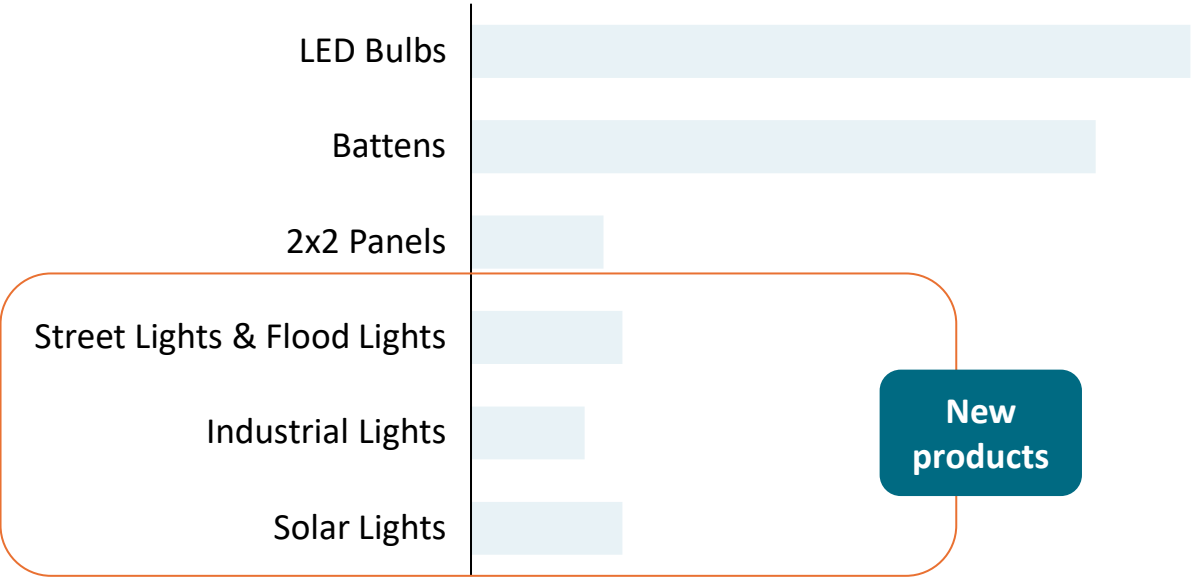 LED Bulbs
Battens
2x2 Panels
Street Lights & Flood Lights
Industrial Lights
Solar Lights
New
products